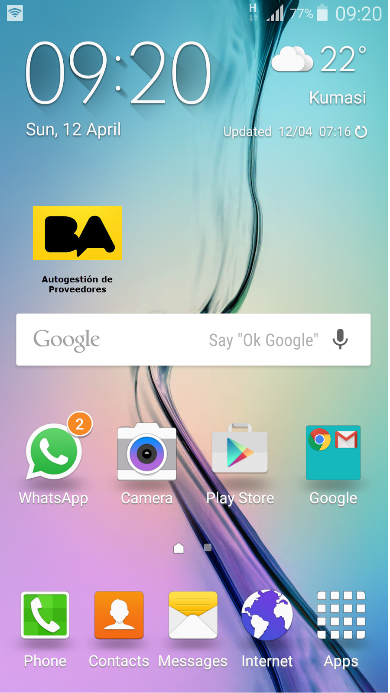 H 77% 09:20
09:20
22°
Kumasi
Sun, 12 April
Updated 12/04 07:16
BA
Autogestión de
Proveedores
Google Say "Ok Google"
2
WhatsApp Camera Play Store Google
Phone Contacts Messages Internet Apps